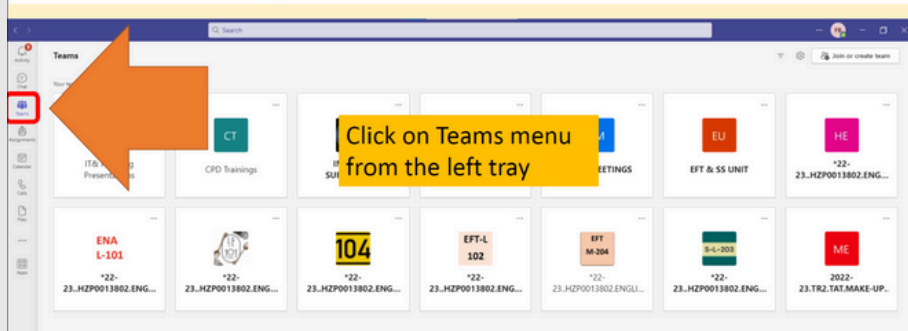 Search
Activity
Teams
Join or create team
Chat
Teams
Assignments
Calendar
Calls
Files
Apps
Click on Teams menu
from the left tray
CT
CPD Trainings
EU
EFT & SS UNIT
HE
*22-
23..HZP0013802.ENG...
ENA
L-101
*22-
23..HZP0013802.ENG...
*22-
23..HZP0013802.ENG...
104
*22-
23..HZP0013802.ENG...
EFT-L
102
*22-
23..HZP0013802.ENG...
EFT
M-204
*22-
23..HZP0013802.ENGLI...
S-L-203
*22-
23..HZP0013802.ENG...
ME
2022-
23.TR2.TAT.MAKE-UP..